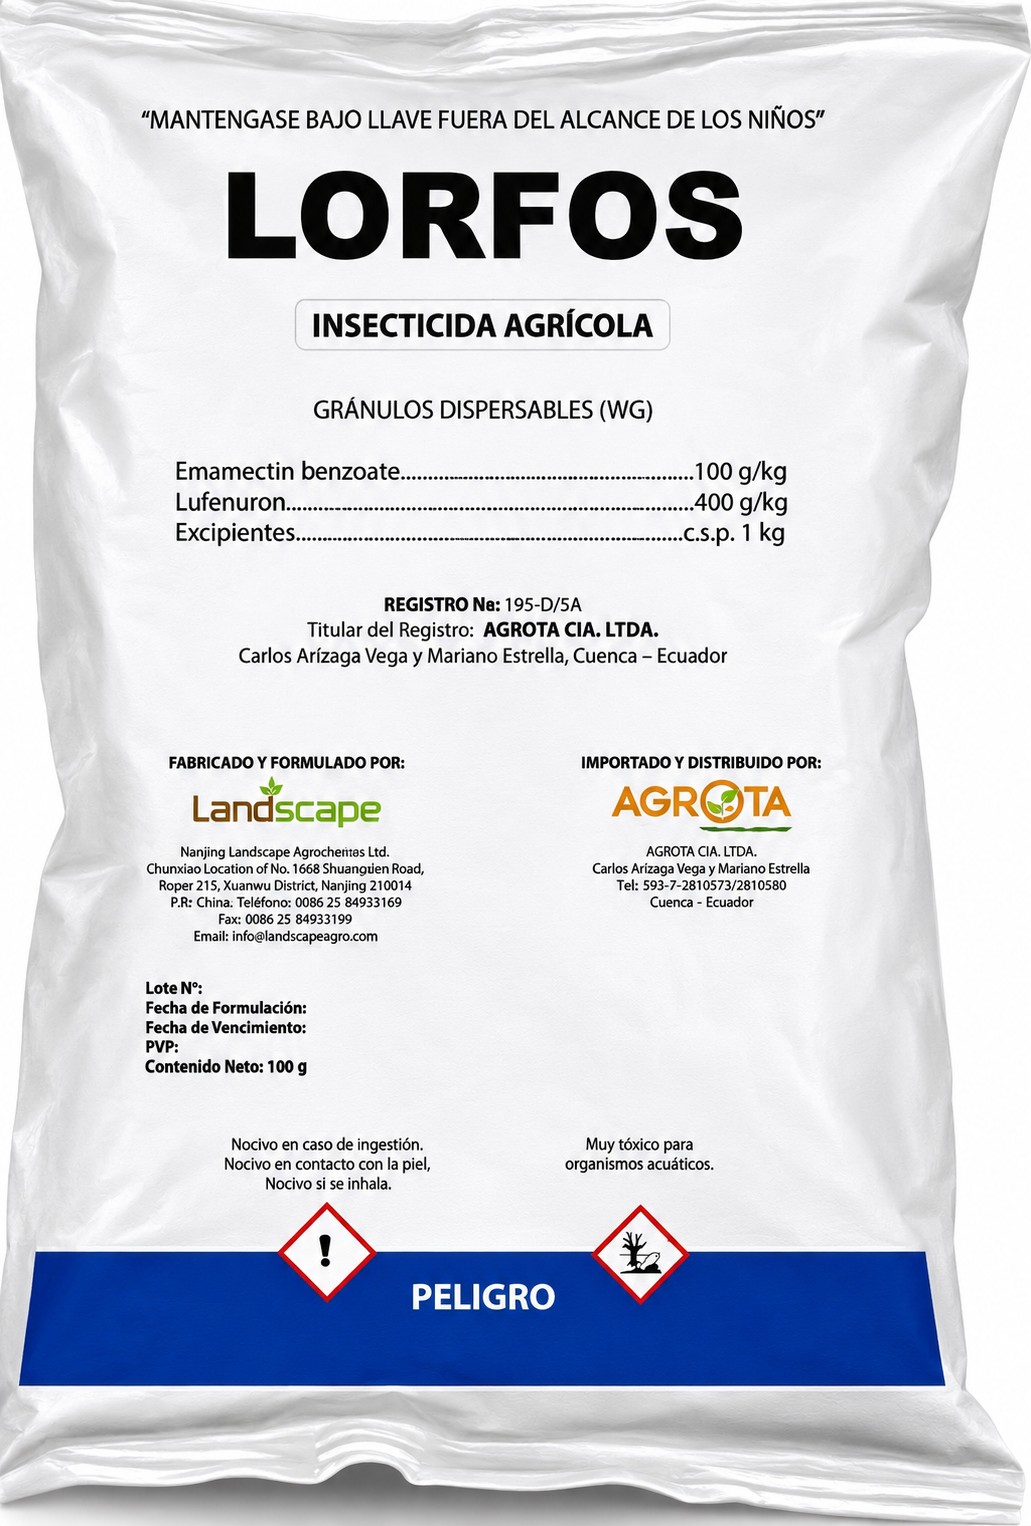 “MANTENGASE BAJO LLAVE FUERA DEL ALCANCE DE LOS NIÑOS”
LORFOS
INSECTICIDA AGRÍCOLA
GRÁNULOS DISPERSABLES (WG)
Emamectin benzoate..................................................100 g/kg
Lufenuron......................................................................400 g/kg
Excipientes..................................................................c.s.p. 1 kg
REGISTRO Nа: 195-D/5A
Titular del Registro: AGROTA CIA. LTDA.
Carlos Arízaga Vega y Mariano Estrella, Cuenca – Ecuador
FABRICADO Y FORMULADO POR:
Landscape
Nanjing Landscape Agrochemas Ltd.
Chunxiao Location of No. 1668 Shuangtien Road,
Roper 215, Xuanwu District, Nanjing 210014
P.R: China. Teléfono: 0086 25 84933169
Fax: 0086 25 84933199
Email: info@landscapeagro.com
IMPORTADO Y DISTRIBUIDO POR:
AGROTA
AGROTA CIA. LTDA.
Carlos Arizaga Vega y Mariano Estrella
Tel: 593-7-2810573/2810580
Cuenca - Ecuador
Lote N°:
Fecha de Formulación:
Fecha de Vencimiento:
PVP:
Contenido Neto: 100 g
Nocivo en caso de ingestión.
Nocivo en contacto con la piel,
Nocivo si se inhala.
Muy tóxico para
organismos acuáticos.
PELIGRO